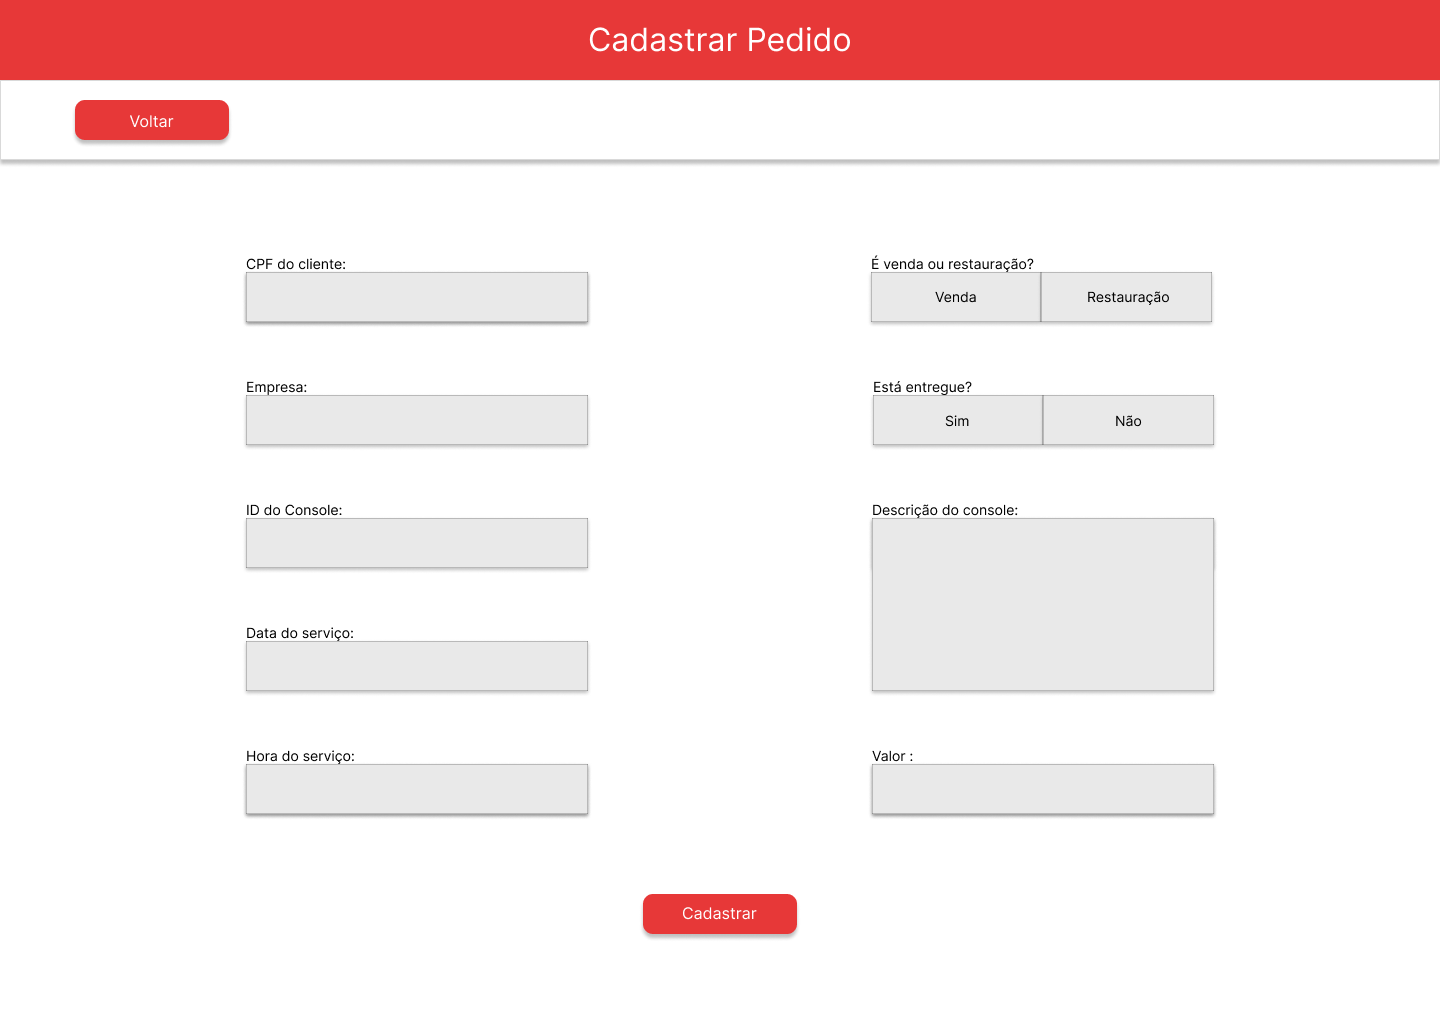 Cadastrar Pedido
Voltar
CPF do cliente:
Empresa:
ID do Console:
Data do serviço:
Hora do serviço:
É venda ou restauração?
Venda Restauração
Está entregue?
Sim Não
Descrição do console:
Valor :
Cadastrar